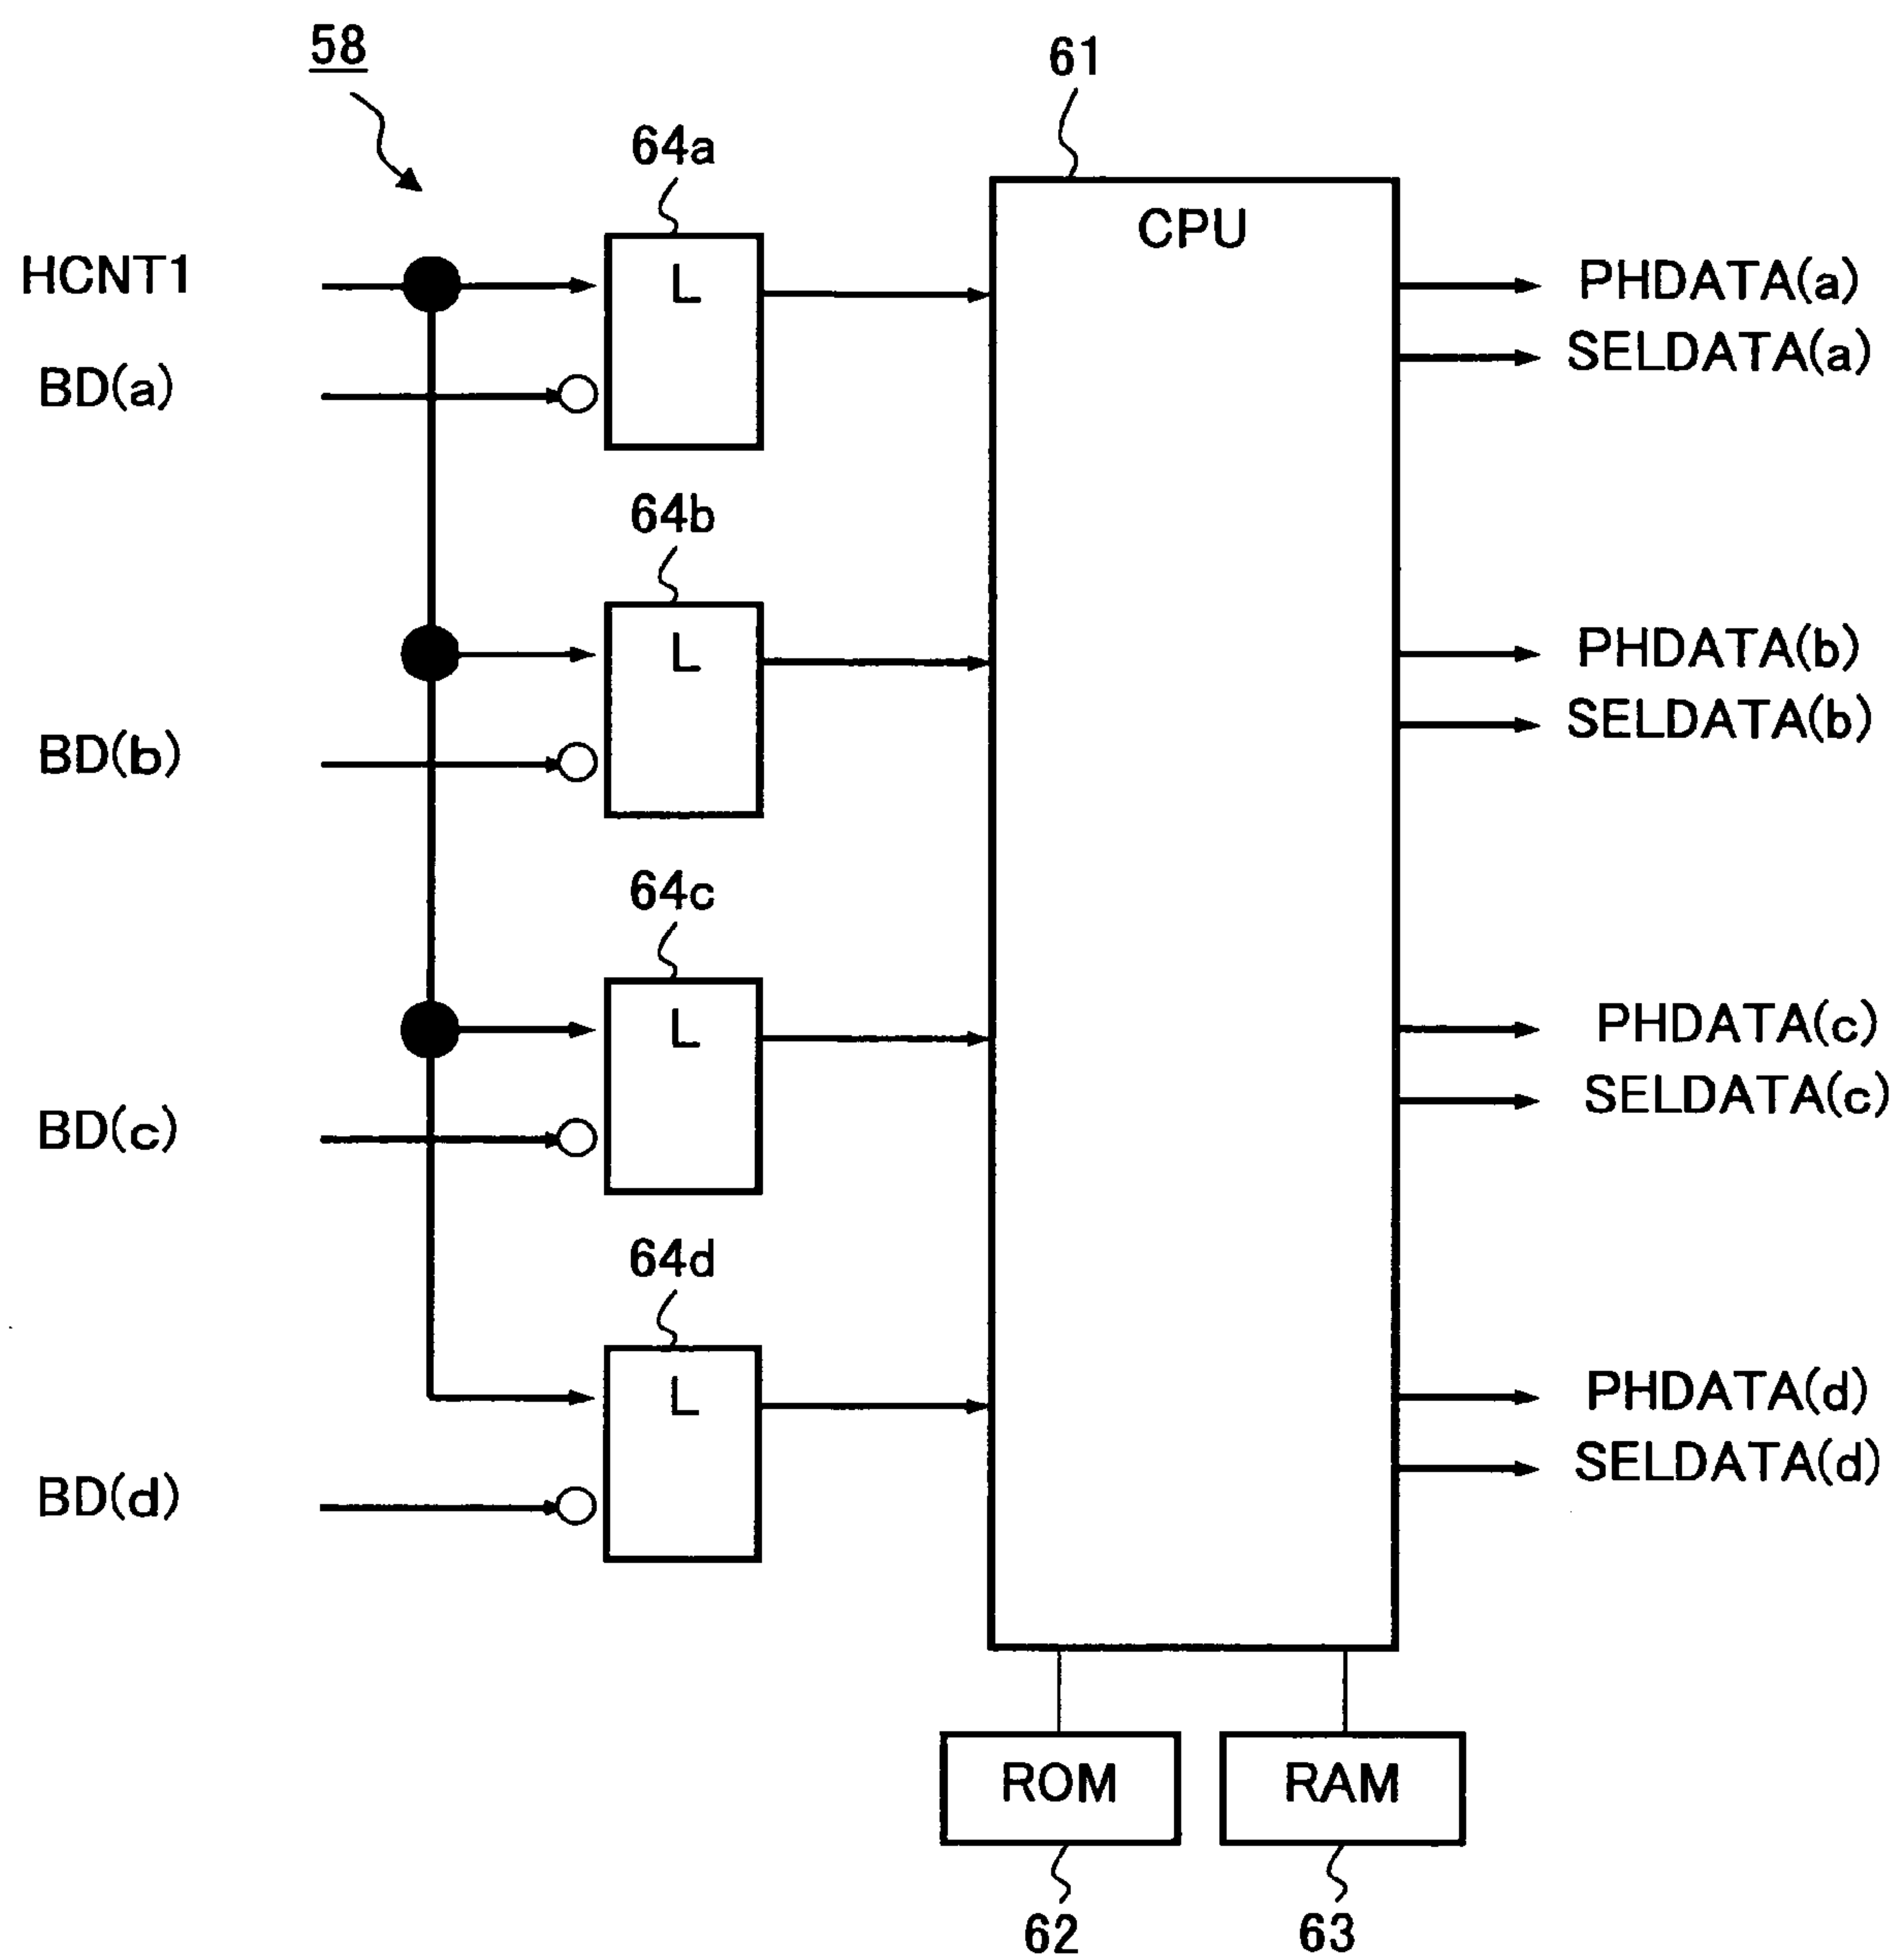 58
61
64a
L
CPU
HCNT1
PHDATA(a)
SELDATA(a)
BD(a)
64b
L
PHDATA(b)
SELDATA(b)
BD(b)
64c
L
PHDATA(c)
SELDATA(c)
BD(c)
64d
L
PHDATA(d)
SELDATA(d)
BD(d)
ROM
RAM
62
63